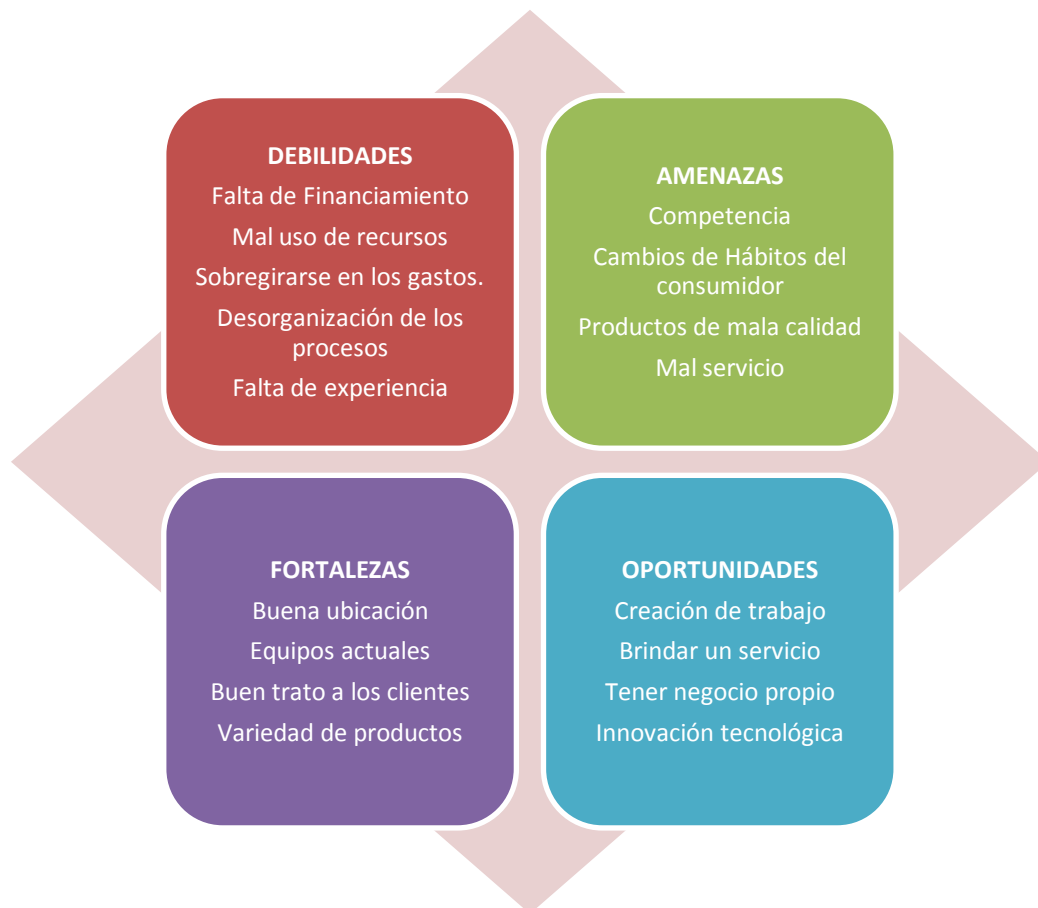 DEBILIDADES
Falta de Financiamiento
Mal uso de recursos
Sobregirarse en los gastos.
Desorganización de los
procesos
Falta de experiencia
AMENAZAS
Competencia
Cambios de Hábitos del
consumidor
Productos de mala calidad
Mal servicio
FORTALEZAS
Buena ubicación
Equipos actuales
Buen trato a los clientes
Variedad de productos
OPORTUNIDADES
Creación de trabajo
Brindar un servicio
Tener negocio propio
Innovación tecnológica